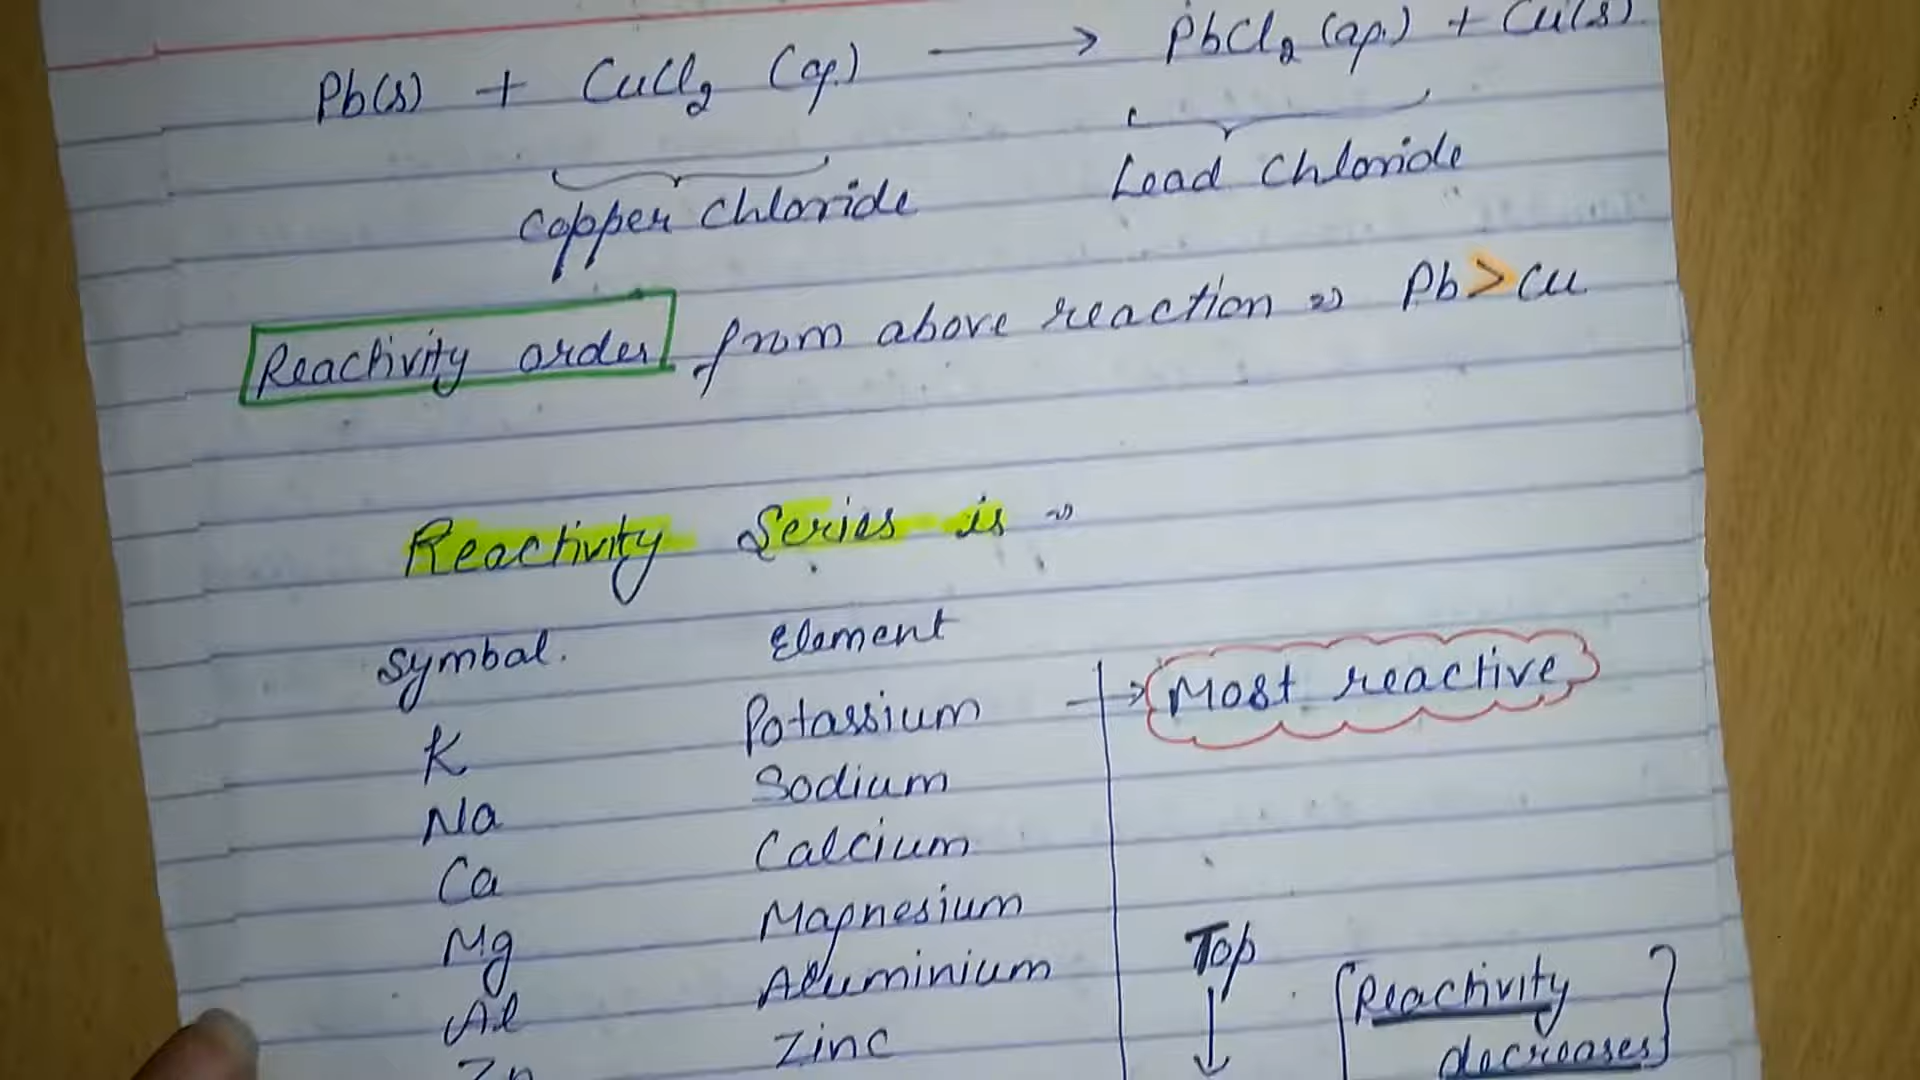 Pb(s) + CuCl2 (aq.) → PbCl2 (aq.) + Cu(s)
Copper Chloride Lead Chloride
Reactivity order from above reaction ⇒ Pb > Cu
Reactivity Series is ⇒
Symbol. Element
K Potassium → Most reactive
Na Sodium
Ca Calcium
Mg Magnesium
Al Aluminium
Zn Zinc
Top ↓ [Reactivity
decreases]